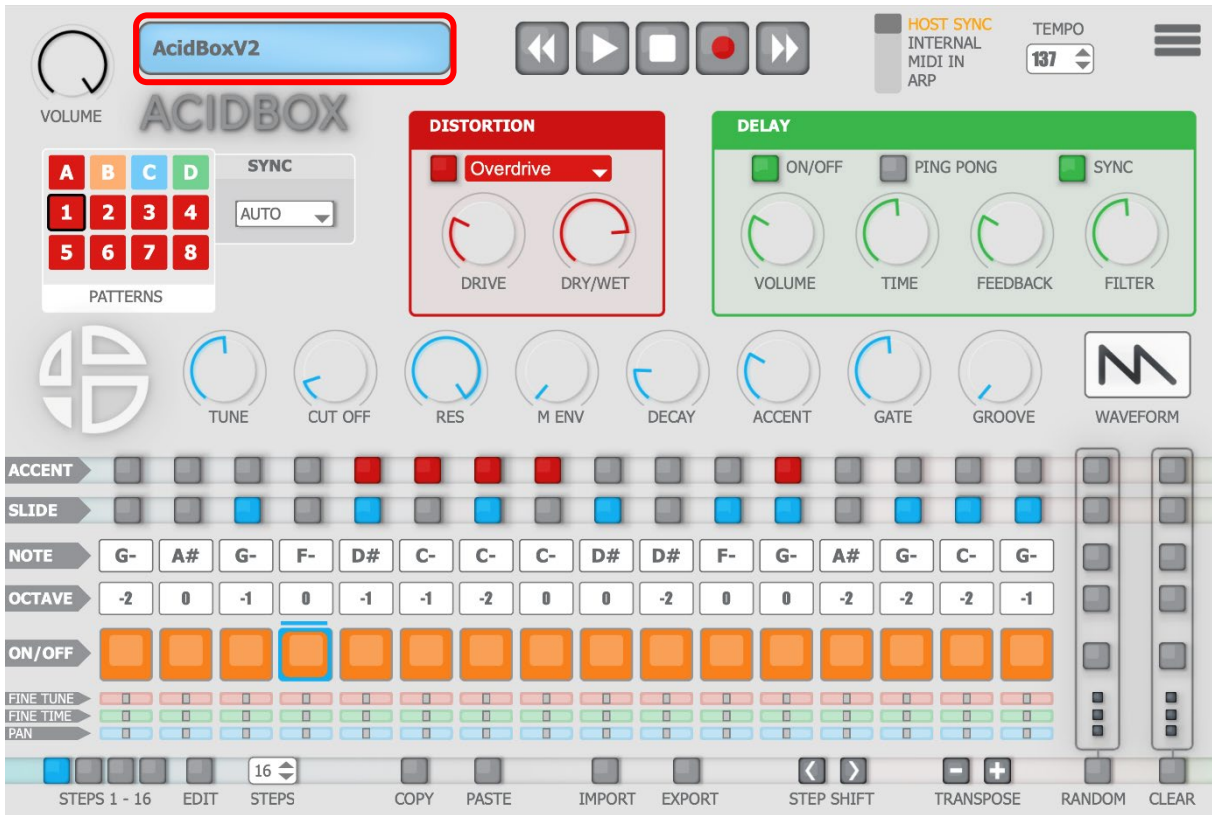 AcidBoxV2
HOST SYNC
INTERNAL
MIDI IN
ARP
TEMPO
137
VOLUME
ACIDBOX
A B C D
1 2 3 4
5 6 7 8
PATTERNS
SYNC
AUTO
DISTORTION
Overdrive
DRIVE DRY/WET
DELAY
ON/OFF PING PONG SYNC
VOLUME TIME FEEDBACK FILTER
TUNE CUT OFF RES M ENV DECAY ACCENT GATE GROOVE WAVEFORM
ACCENT
SLIDE
NOTE G- A# G- F- D# C- C- C- D# D# F- G- A# G- C- G-
OCTAVE -2 0 -1 0 -1 -1 -2 0 0 -2 0 0 -2 -2 -2 -1
ON/OFF
FINE TUNE
FINE TIME
PAN
16
STEPS 1 - 16 EDIT STEPS COPY PASTE IMPORT EXPORT STEP SHIFT TRANSPOSE RANDOM CLEAR